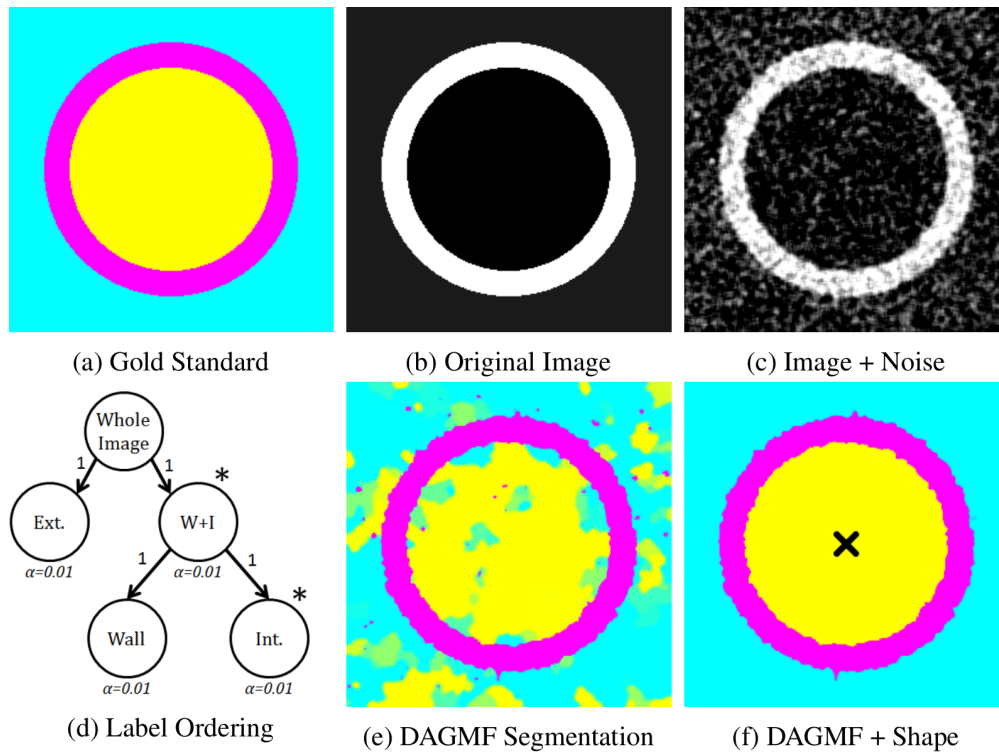 (a) Gold Standard
(b) Original Image
(c) Image + Noise
Whole
Image
1
1
*
Ext.
W+I
α=0.01
α=0.01
1
1
*
Wall
Int.
α=0.01
α=0.01
(d) Label Ordering
(e) DAGMF Segmentation
(f) DAGMF + Shape